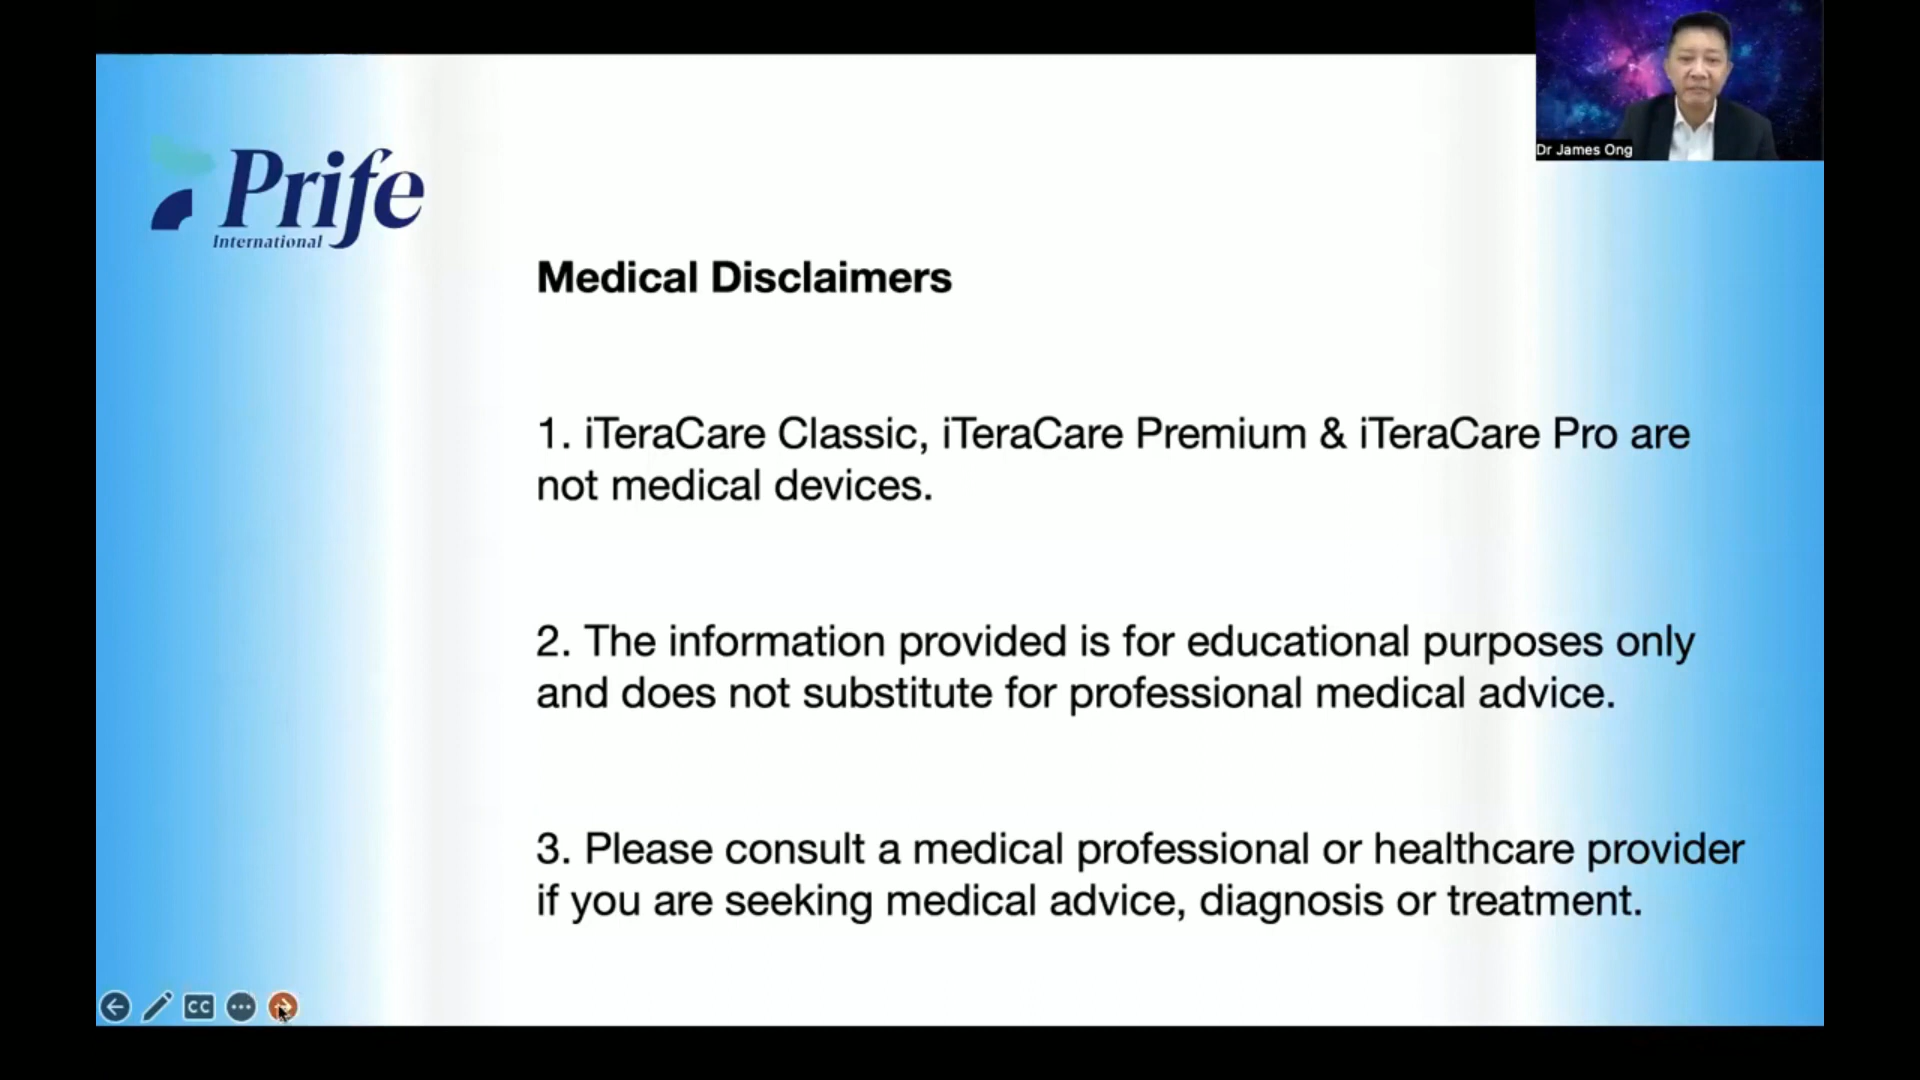 Dr James Ong
Prife
International
Medical Disclaimers
1. iTeraCare Classic, iTeraCare Premium & iTeraCare Pro are
not medical devices.
2. The information provided is for educational purposes only
and does not substitute for professional medical advice.
3. Please consult a medical professional or healthcare provider
if you are seeking medical advice, diagnosis or treatment.
CC